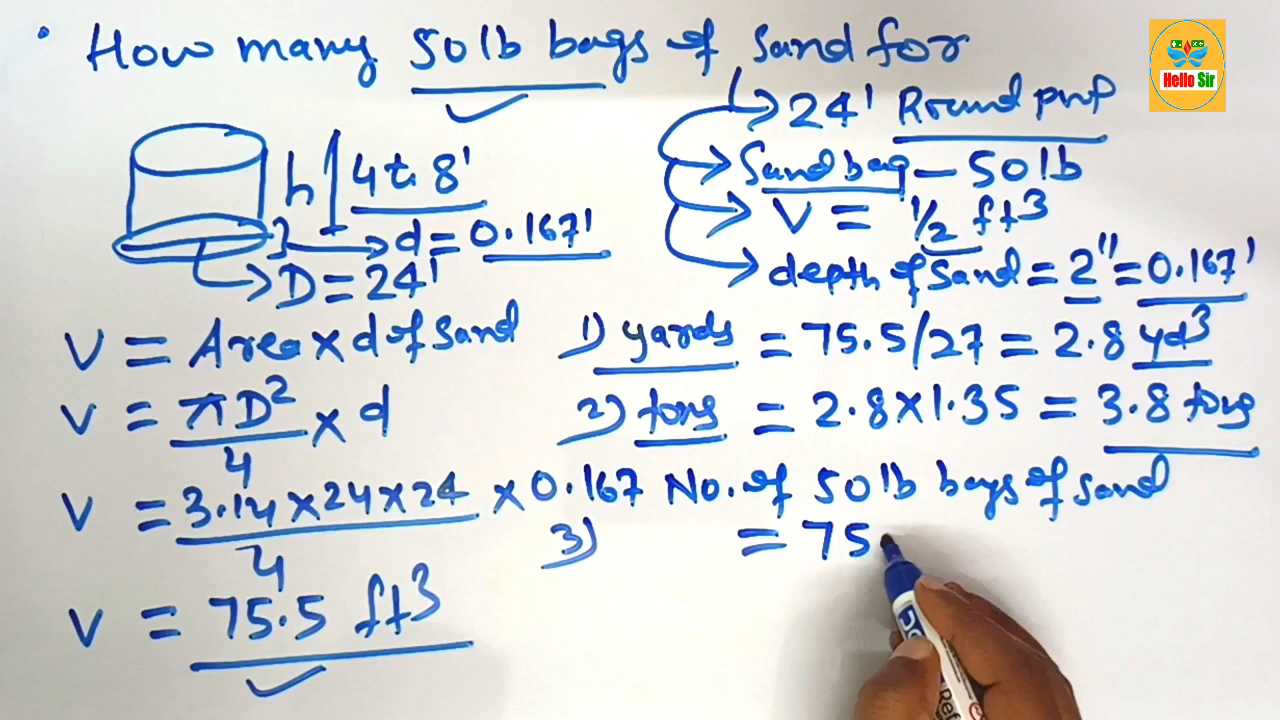 • How many 50lb bags of sand for
Hello Sir
24' Round pool
Sand bag - 50lb
V = 1/2 ft3
depth of Sand = 2" = 0.167'
h 4 to 8'
d = 0.167'
D = 24'
V = Area x d of Sand
V = πD2/4 x d
V = 3.14 x 24 x 24/4 x 0.167
V = 75.5 ft3
1) yards = 75.5/27 = 2.8 yd3
2) tons = 2.8 x 1.35 = 3.8 tons
No. of 50lb bags of sand
3) = 75